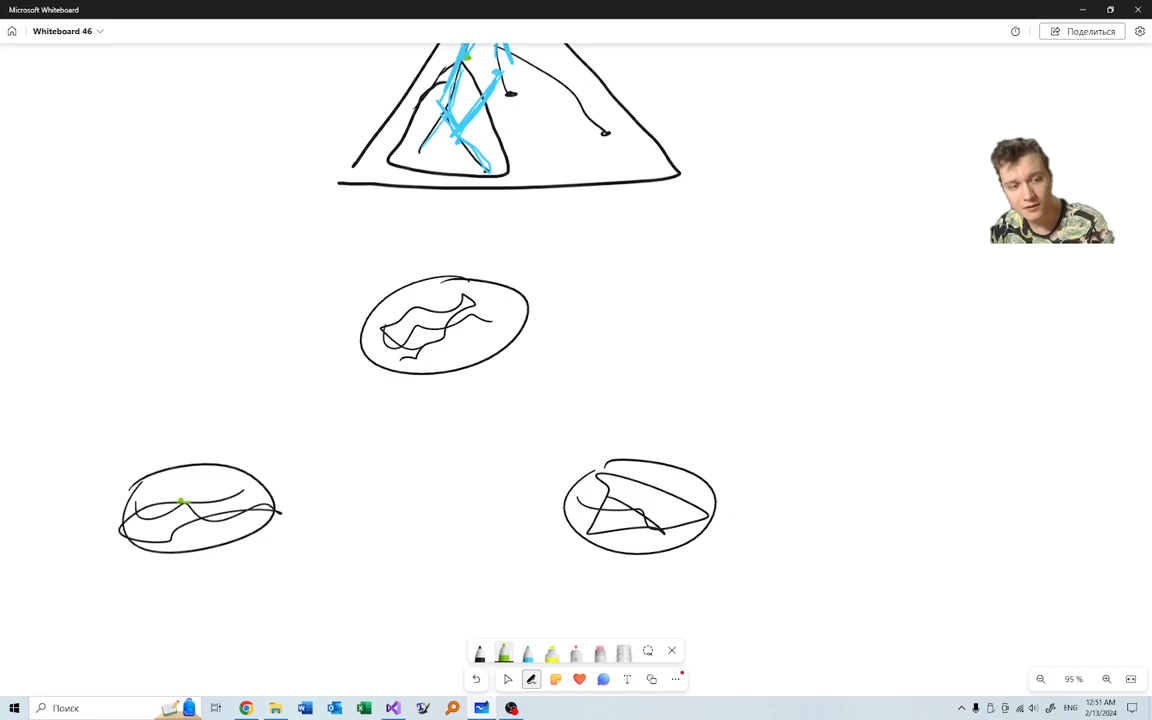 Microsoft Whiteboard
Whiteboard 46
Поделиться
95 %
Поиск
ENG
12:51 AM
2/13/2024